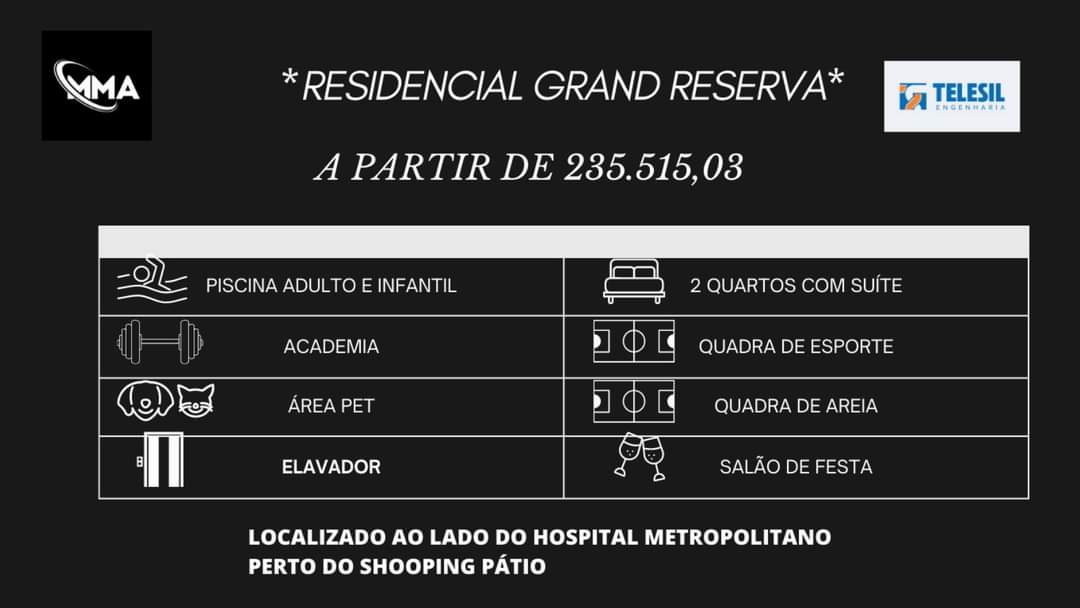 MMA
*RESIDENCIAL GRAND RESERVA*
TELESIL
ENGENHARIA
A PARTIR DE 235.515,03
PISCINA ADULTO E INFANTIL
2 QUARTOS COM SUÍTE
ACADEMIA
QUADRA DE ESPORTE
ÁREA PET
QUADRA DE AREIA
ELAVADOR
SALÃO DE FESTA
LOCALIZADO AO LADO DO HOSPITAL METROPOLITANO
PERTO DO SHOOPING PÁTIO